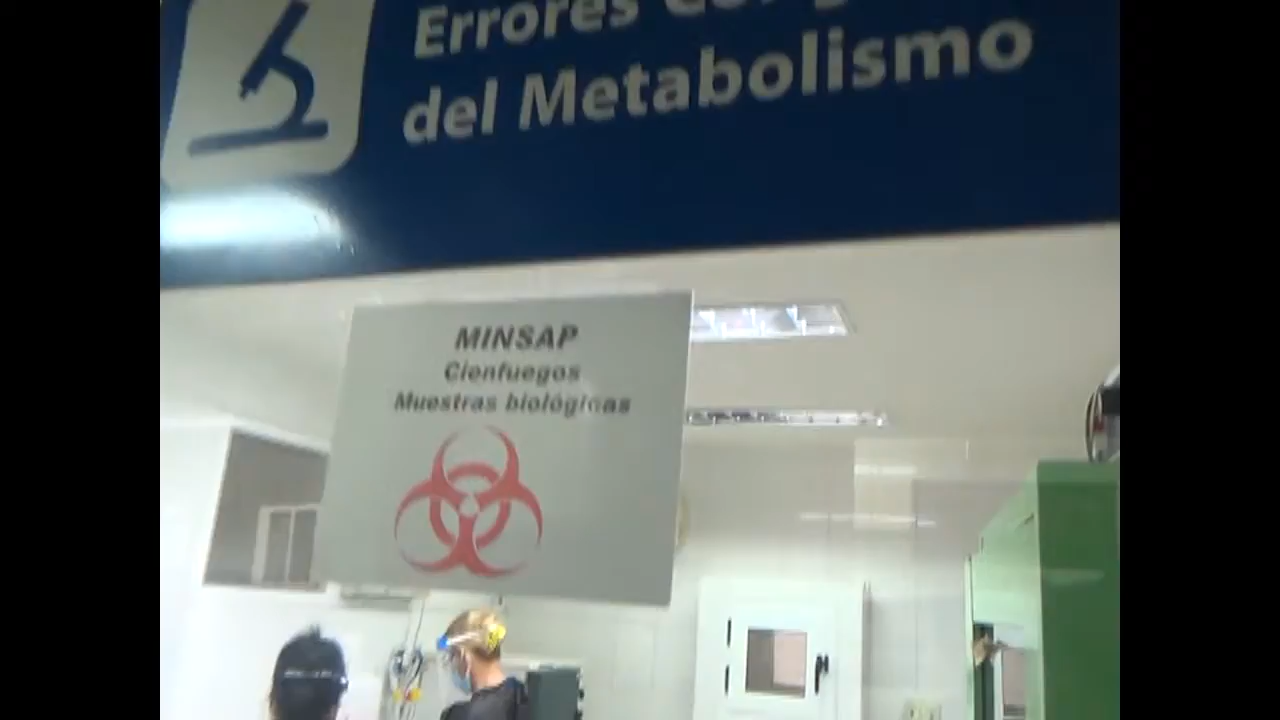 Errores
del Metabolismo
MINSAP
Cienfuegos
Muestras biológicas